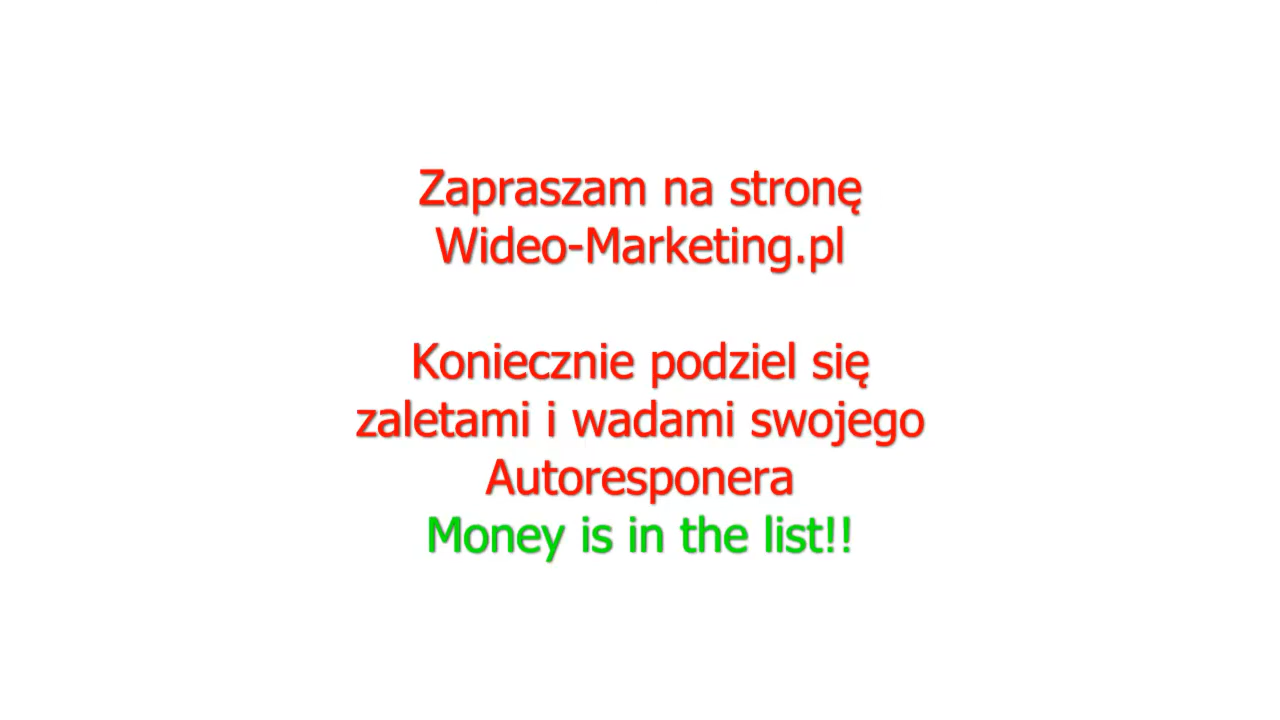 Zapraszam na stronę
Wideo-Marketing.pl
Koniecznie podziel się
zaletami i wadami swojego
Autoresponera
Money is in the list!!